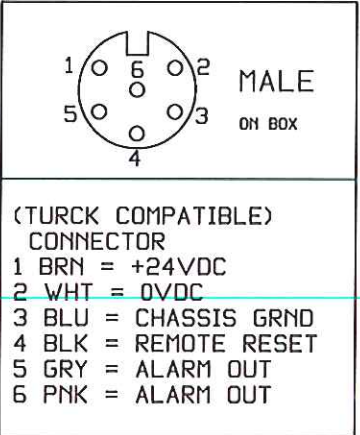 1 6 2
MALE
5 3
ON BOX
4
(TURCK COMPATIBLE)
CONNECTOR
1 BRN = +24VDC
2 WHT = 0VDC
3 BLU = CHASSIS GRND
4 BLK = REMOTE RESET
5 GRY = ALARM OUT
6 PNK = ALARM OUT